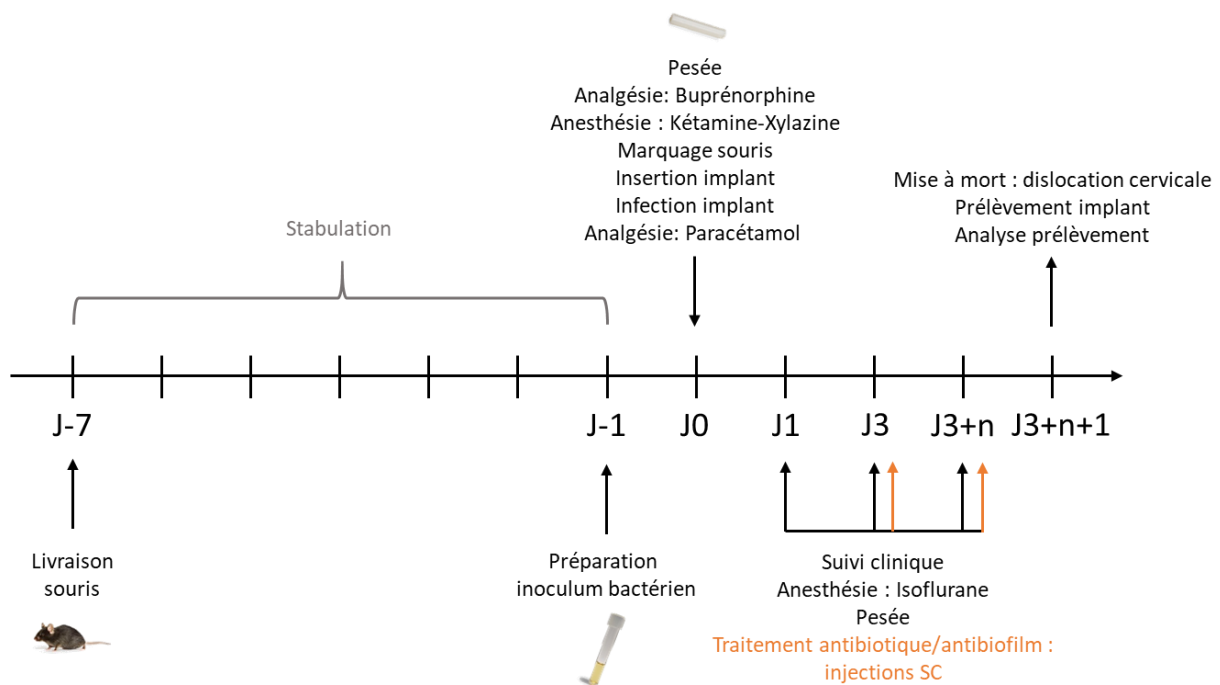 Pesée
Analgésie: Buprénorphine
Anesthésie : Kétamine-Xylazine
Marquage souris
Insertion implant
Infection implant
Analgésie: Paracétamol
Mise à mort : dislocation cervicale
Prélèvement implant
Analyse prélèvement
Stabulation
J-7
J-1
J0
J1
J3
J3+n
J3+n+1
Livraison
souris
Préparation
inoculum bactérien
Suivi clinique
Anesthésie : Isoflurane
Pesée
Traitement antibiotique/antibiofilm :
injections SC